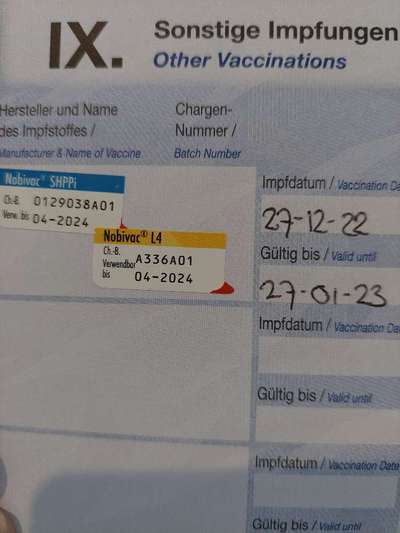 IX.
Sonstige Impfungen
Other Vaccinations
Hersteller und Name
des Impfstoffes /
Manufacturer & Name of Vaccine
Chargen-
Nummer /
Batch Number
Nobivac® SHPPi
Ch.-B. 0129038A01
Verw. bis 04-2024
Nobivac® L4
Ch.-B.
Verwendbar A336A01
bis 04-2024
Impfdatum / Vaccination Da
27-12-22
Gültig bis / Valid until
27-01-23
Impfdatum / Vaccination Date
Gültig bis / Valid until
Impfdatum / Vaccination Date
Gültig bis / Valid until